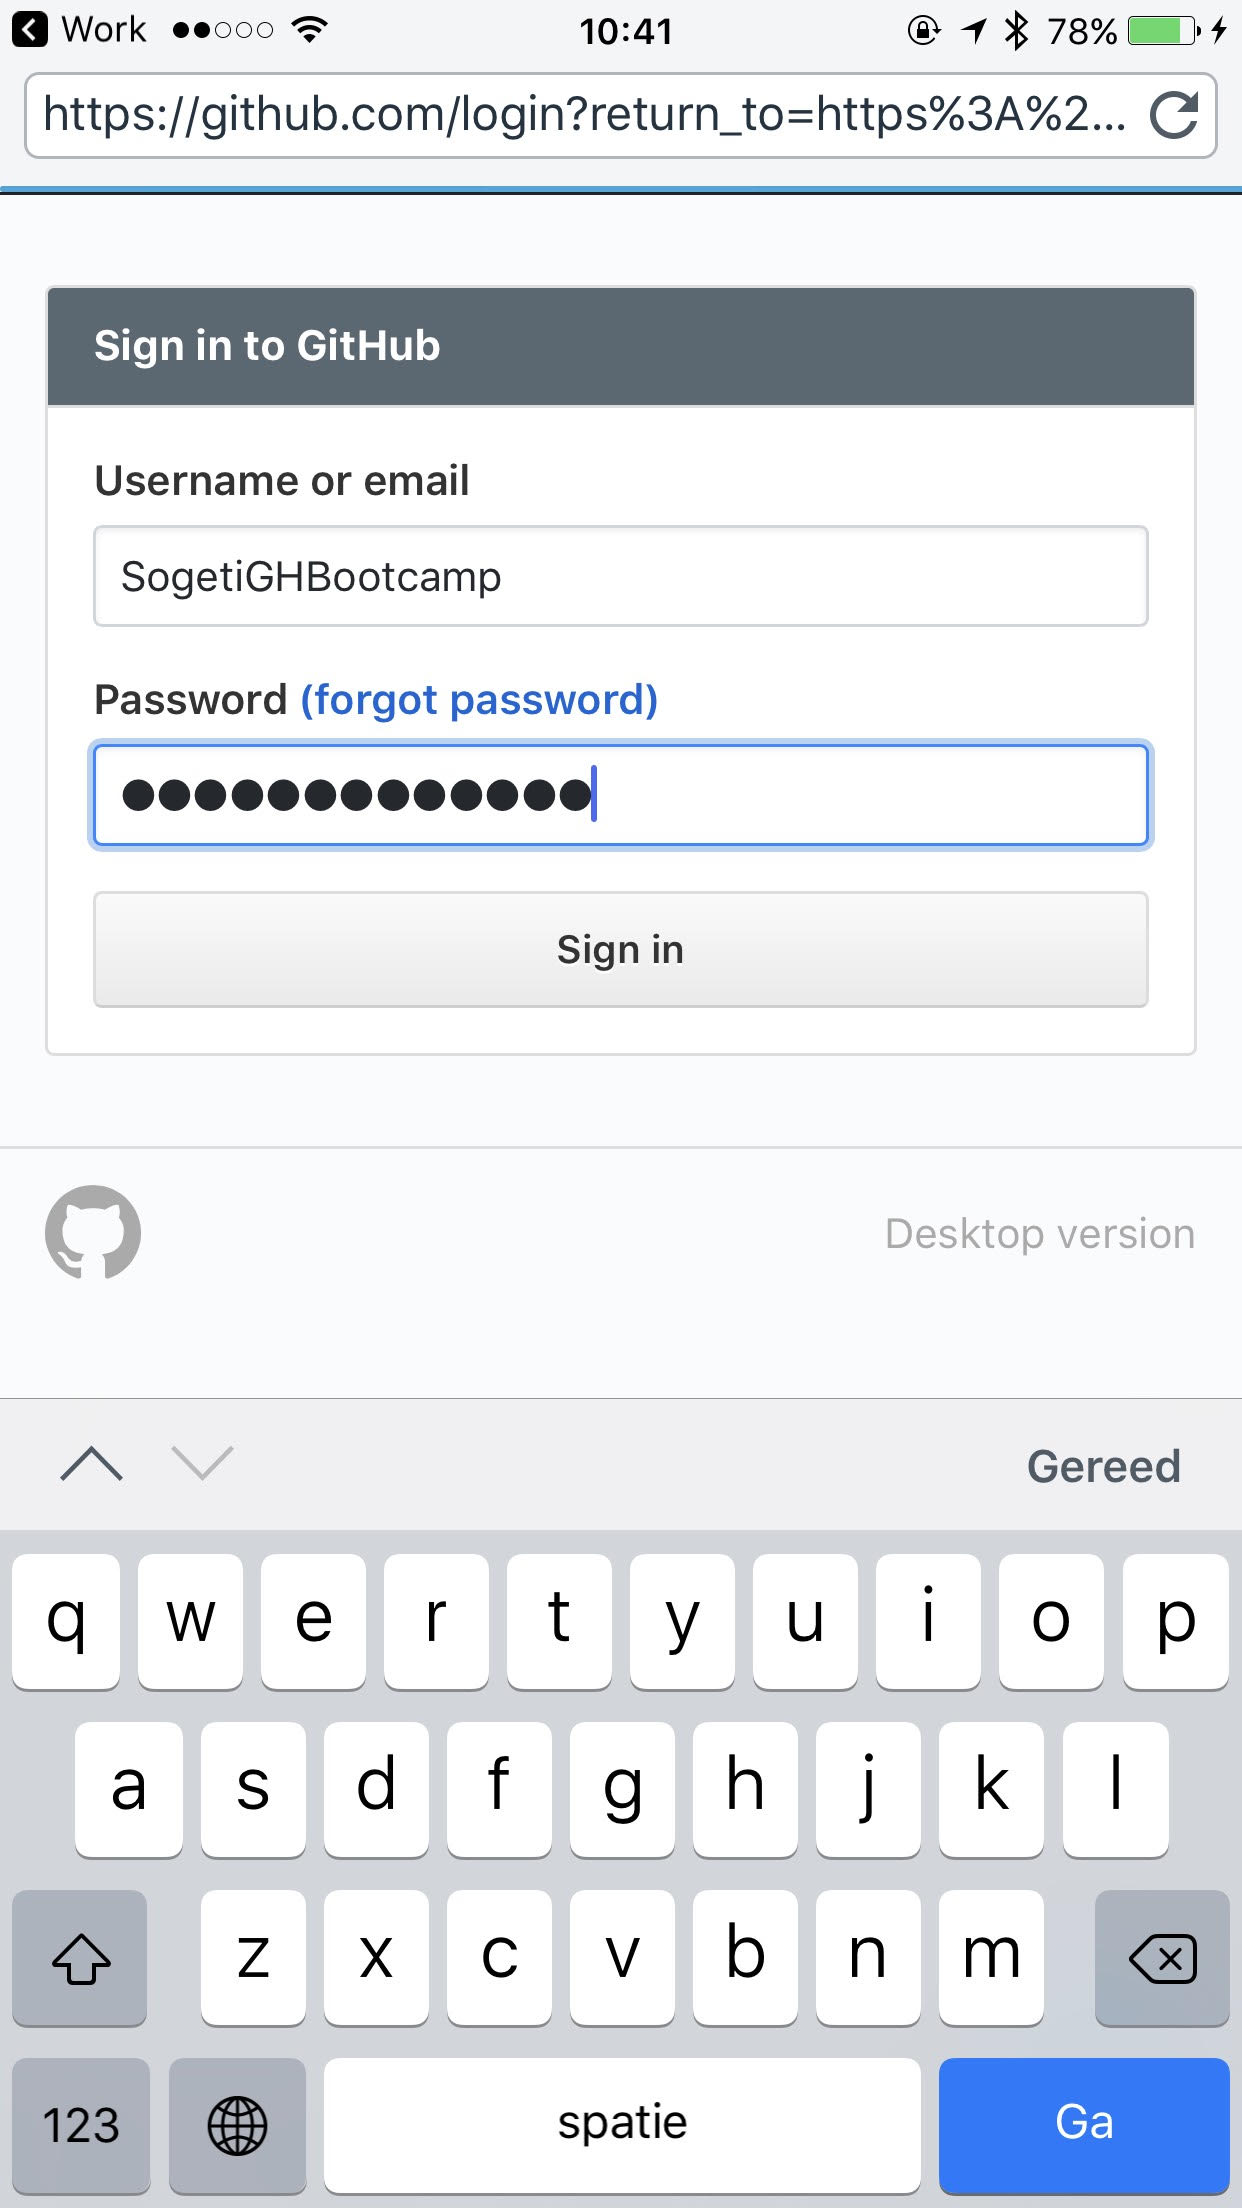 Work 10:41 78%
https://github.com/login?return_to=https%3A%2...
Sign in to GitHub
Username or email
SogetiGHBootcamp
Password (forgot password)
●●●●●●●●●●●●●
Sign in
Desktop version
Gereed
q w e r t y u i o p
a s d f g h j k l
z x c v b n m
123 spatie Ga